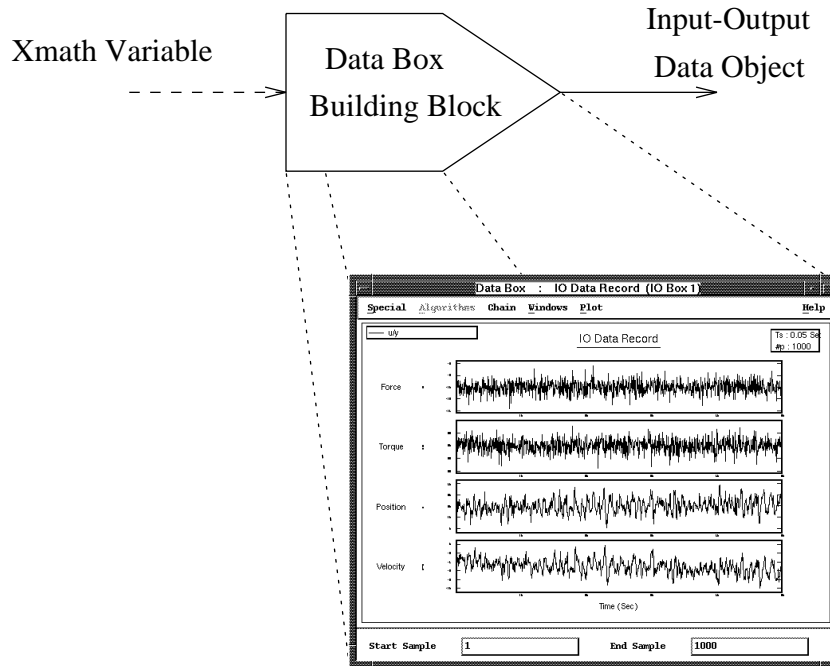 Xmath Variable
Data Box
Building Block
Input-Output
Data Object
Data Box : IO Data Record (IO Box 1)
Special Algorithms Chain Windows Plot Help
u/y
IO Data Record
Ts : 0.05 Se
#p : 1000
Force
Torque
Position
Velocity
Time (Sec)
Start Sample 1 End Sample 1000